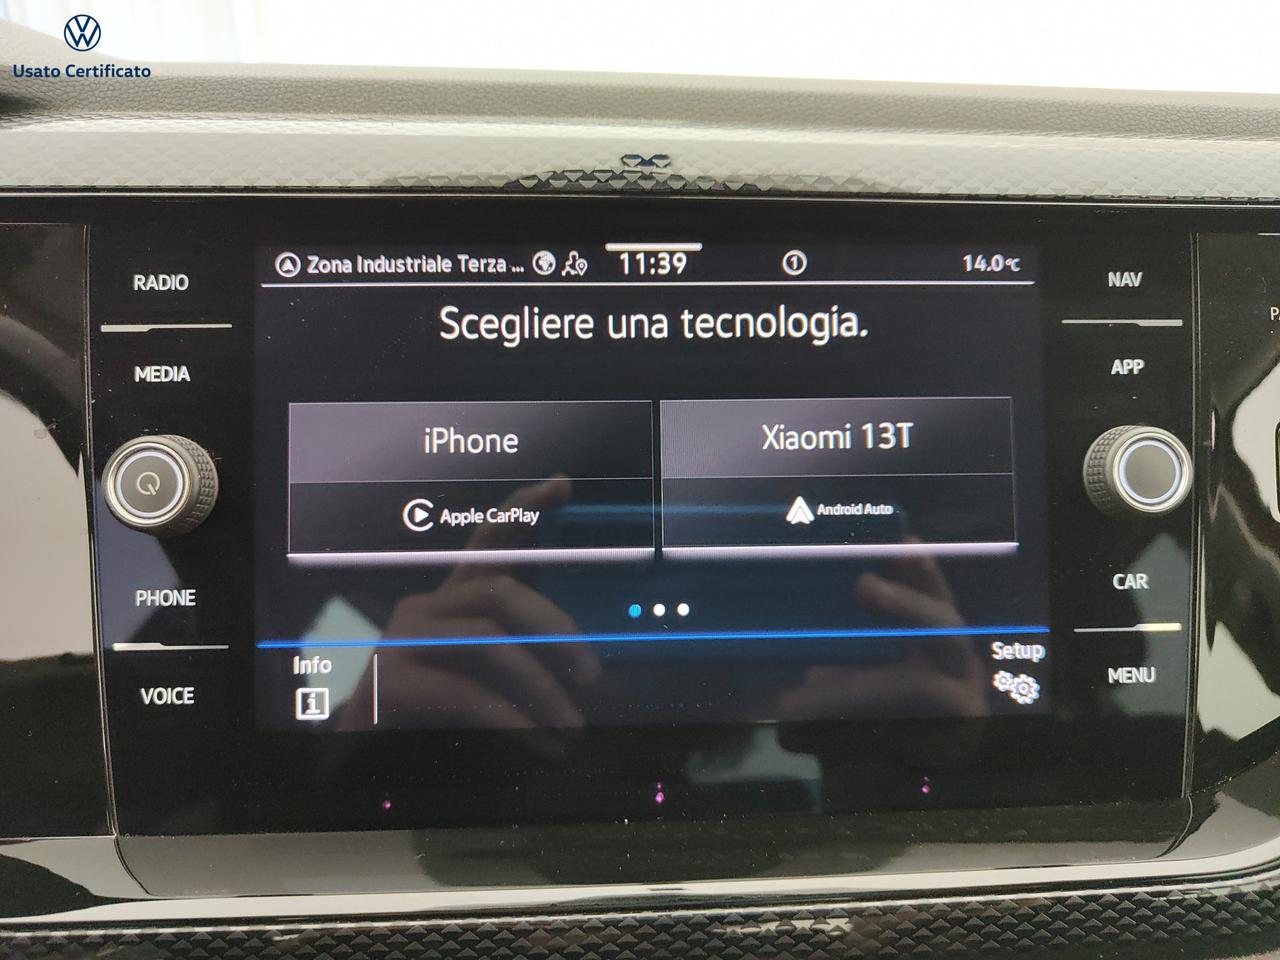 Usato Certificato
RADIO
MEDIA
PHONE
VOICE
Zona Industriale Terza ... 11:39 1 14.0°C
Scegliere una tecnologia.
iPhone
Apple CarPlay
Xiaomi 13T
Android Auto
Info
i
Setup
NAV
APP
CAR
MENU